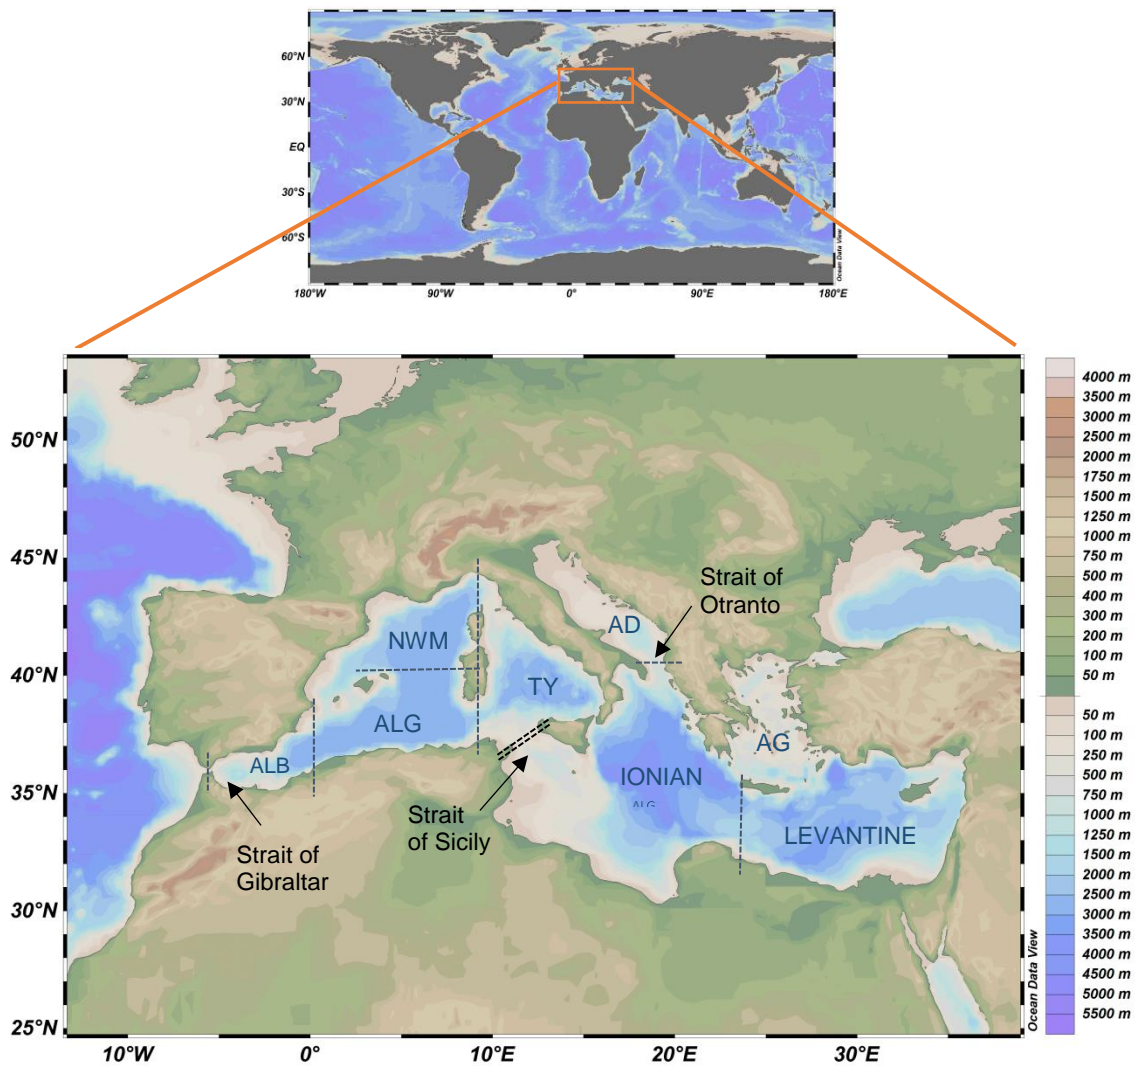 60°N
30°N
EQ
30°S
60°S
180°W
90°W
0°
90°E
180°E
Ocean Data View
50°N
45°N
40°N
35°N
30°N
25°N
10°W
0°
10°E
20°E
30°E
Strait of
Otranto
AD
NWM
TY
ALG
AG
ALB
IONIAN
ALG
LEVANTINE
Strait
of Sicily
Strait of
Gibraltar
Ocean Data View
4000 m
3500 m
3000 m
2500 m
2000 m
1750 m
1500 m
1250 m
1000 m
750 m
500 m
400 m
300 m
200 m
100 m
50 m
50 m
100 m
250 m
500 m
750 m
1000 m
1250 m
1500 m
2000 m
2500 m
3000 m
3500 m
4000 m
4500 m
5000 m
5500 m